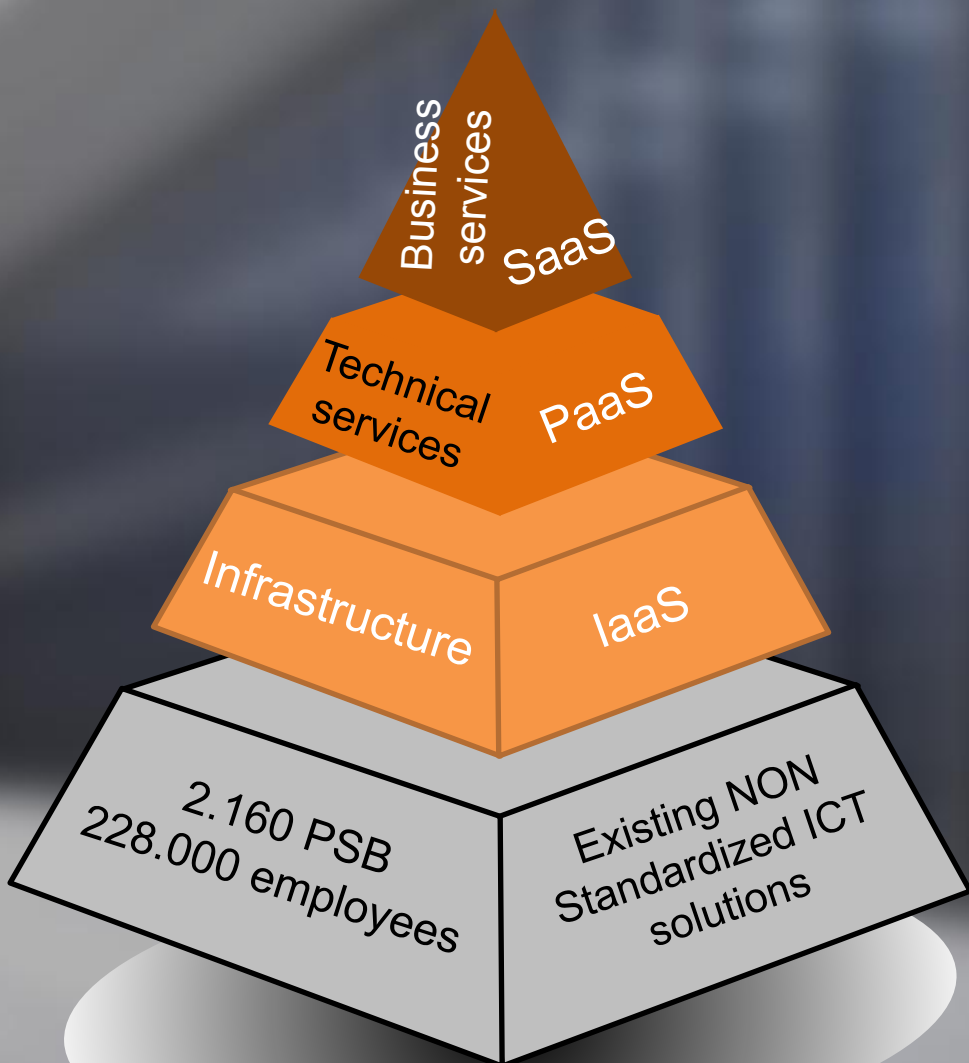 Business
services
SaaS
Technical
services
PaaS
Infrastructure
IaaS
2.160 PSB
228.000 employees
Existing NON
Standardized ICT
solutions